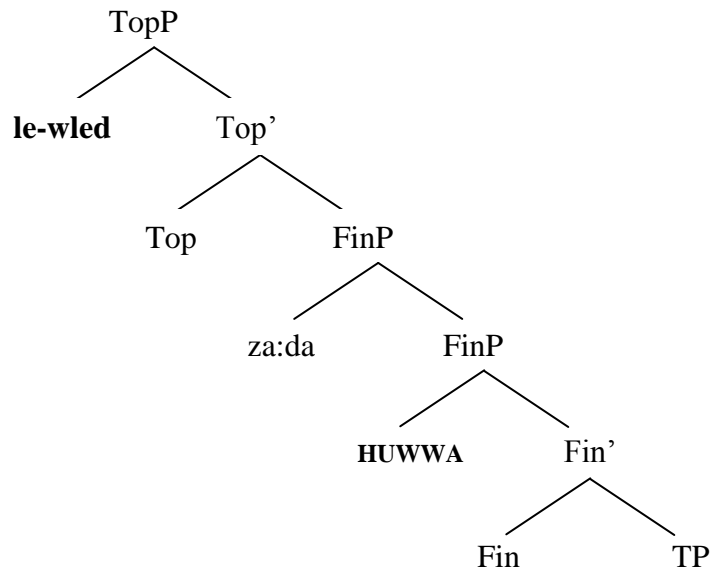 TopP
le-wled Top’
Top FinP
za:da FinP
HUWWA Fin’
Fin TP